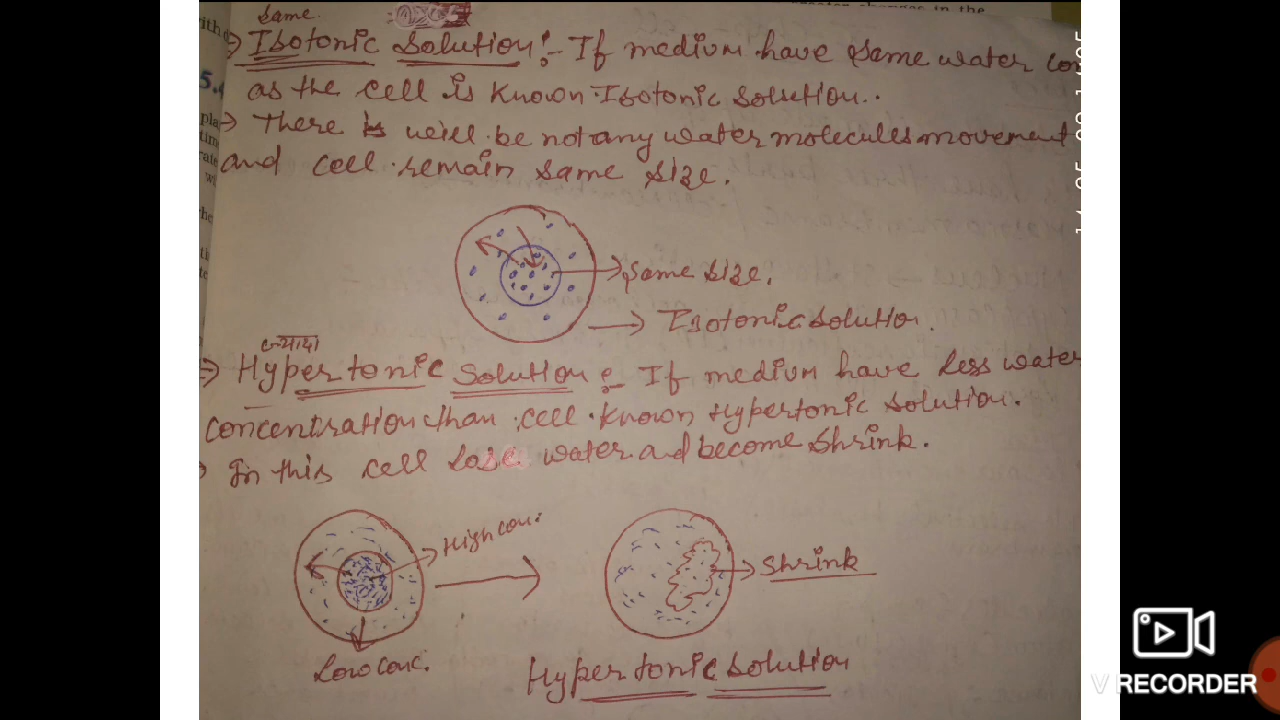 same.
⇒ Isotonic Solution:- If medium have same water con
as the cell is known Isotonic solution..
→ There is will be not any water molecules movement
and cell remain same size.
same size.
Isotonic solution.
ज्यादा
⇒ Hypertonic Solution:- If medium have less water
concentration than cell known Hypertonic solution.
→ In this cell lose water and become shrink.
High con.
Low conc.
shrink
Hypertonic solution
V RECORDER